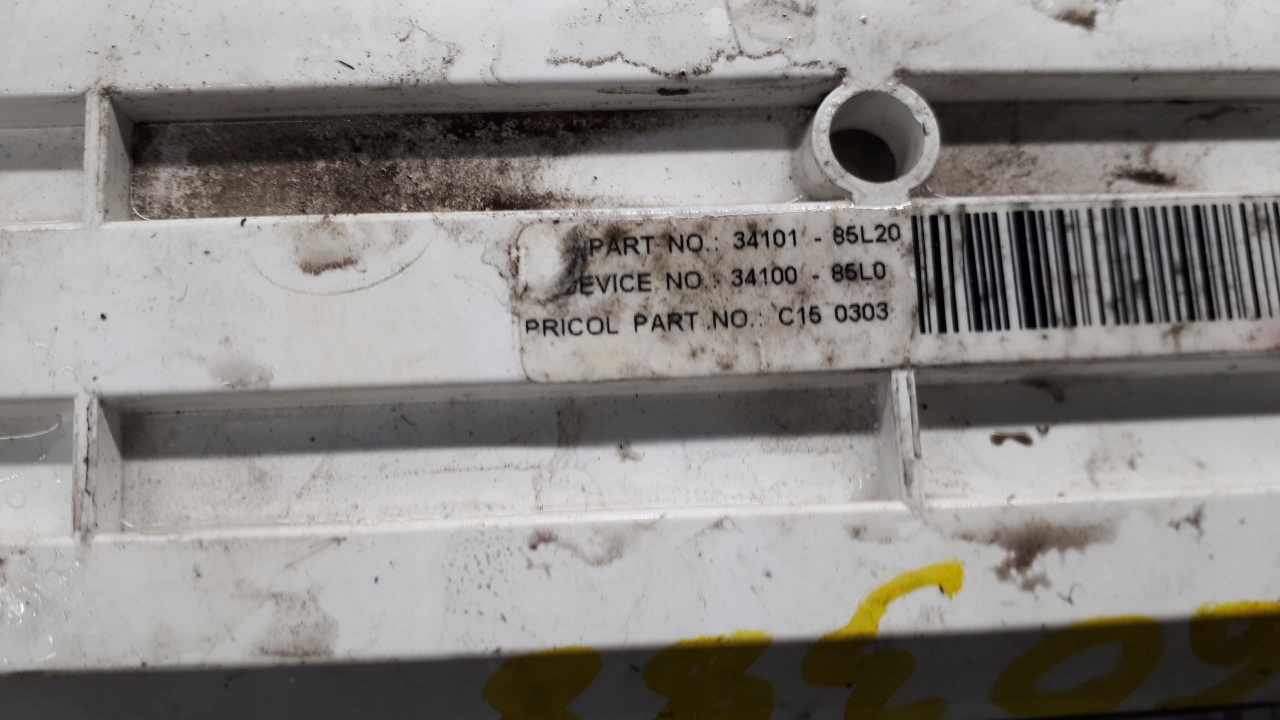 PART NO.: 34101 - 85L20
DEVICE NO.: 34100 - 85L0
PRICOL PART NO.: C15 0303